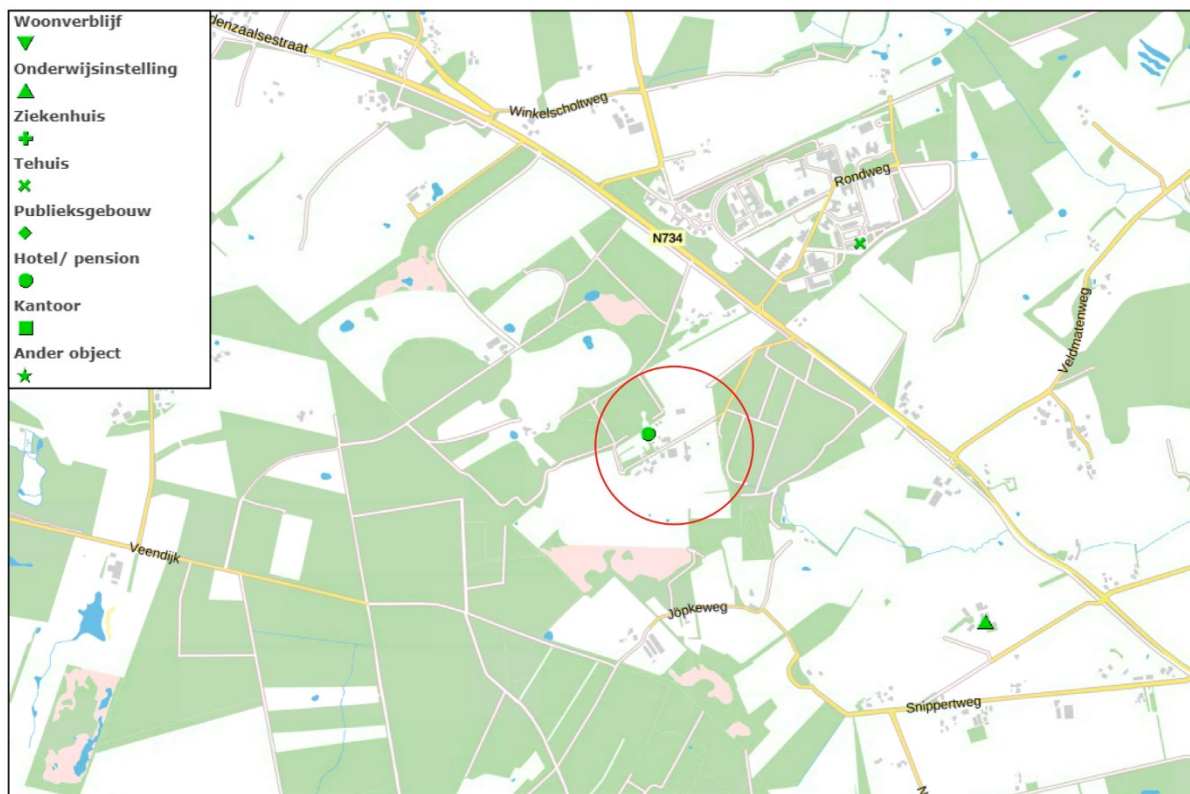 Woonverblijf
Onderwijsinstelling
Ziekenhuis
Tehuis
Publieksgebouw
Hotel/ pension
Kantoor
Ander object
denzaalsestraat
Winkelscholtweg
Rondweg
N734
Veldmatenweg
Veendijk
Jöpkeweg
Snippertweg